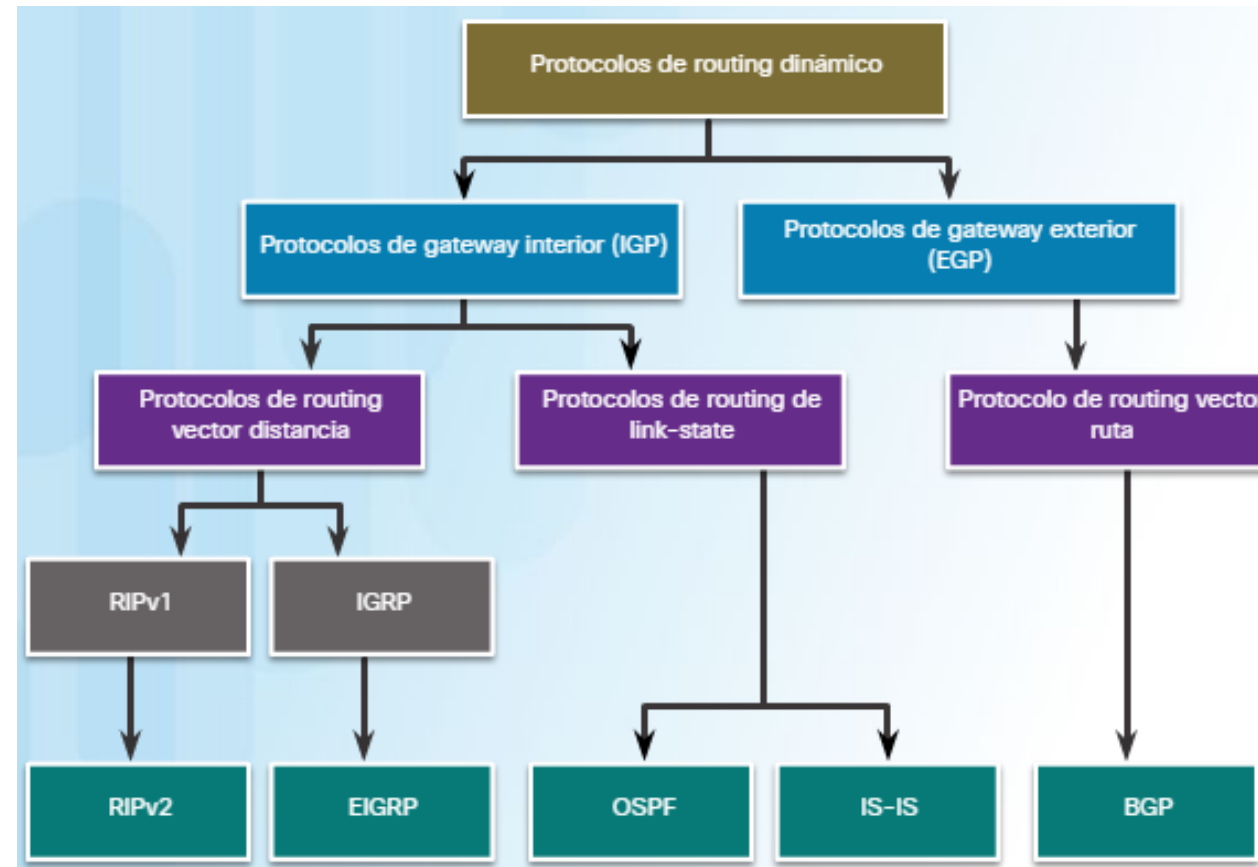 Protocolos de routing dinámico
Protocolos de gateway interior (IGP)
Protocolos de gateway exterior
(EGP)
Protocolos de routing
vector distancia
Protocolos de routing de
link-state
Protocolo de routing vector
ruta
RIPv1
IGRP
RIPv2
EIGRP
OSPF
IS-IS
BGP